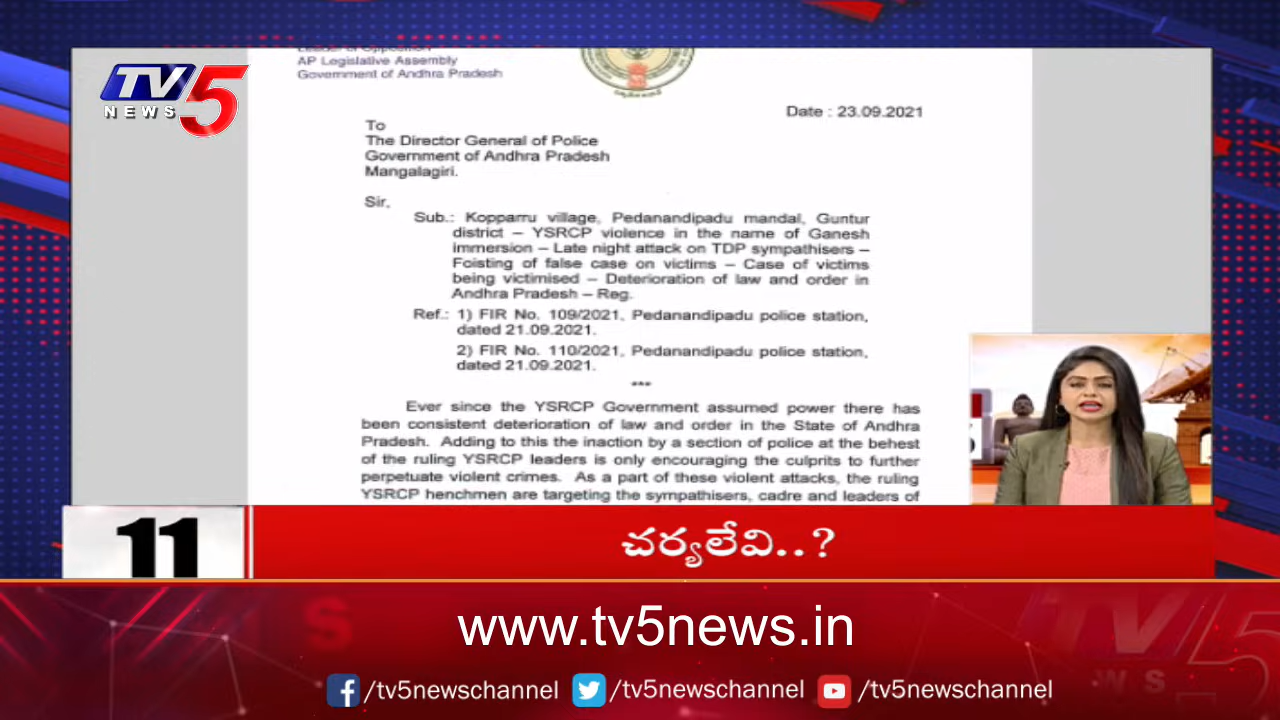 TV5
NEWS
Leader of Opposition
AP Legislative Assembly
Government of Andhra Pradesh
Date : 23.09.2021
To
The Director General of Police
Government of Andhra Pradesh
Mangalagiri.
Sir,
Sub.: Kopparru village, Pedanandipadu mandal, Guntur
district – YSRCP violence in the name of Ganesh
immersion – Late night attack on TDP sympathisers –
Foisting of false case on victims – Case of victims
being victimised – Deterioration of law and order in
Andhra Pradesh – Reg.
Ref.: 1) FIR No. 109/2021, Pedanandipadu police station,
dated 21.09.2021.
2) FIR No. 110/2021, Pedanandipadu police station,
dated 21.09.2021.
***
Ever since the YSRCP Government assumed power there has
been consistent deterioration of law and order in the State of Andhra
Pradesh. Adding to this the inaction by a section of police at the behest
of the ruling YSRCP leaders is only encouraging the culprits to further
perpetuate violent crimes. As a part of these violent attacks, the ruling
YSRCP henchmen are targeting the sympathisers, cadre and leaders of
11
చర్యలేవి..?
www.tv5news.in
/tv5newschannel /tv5newschannel /tv5newschannel